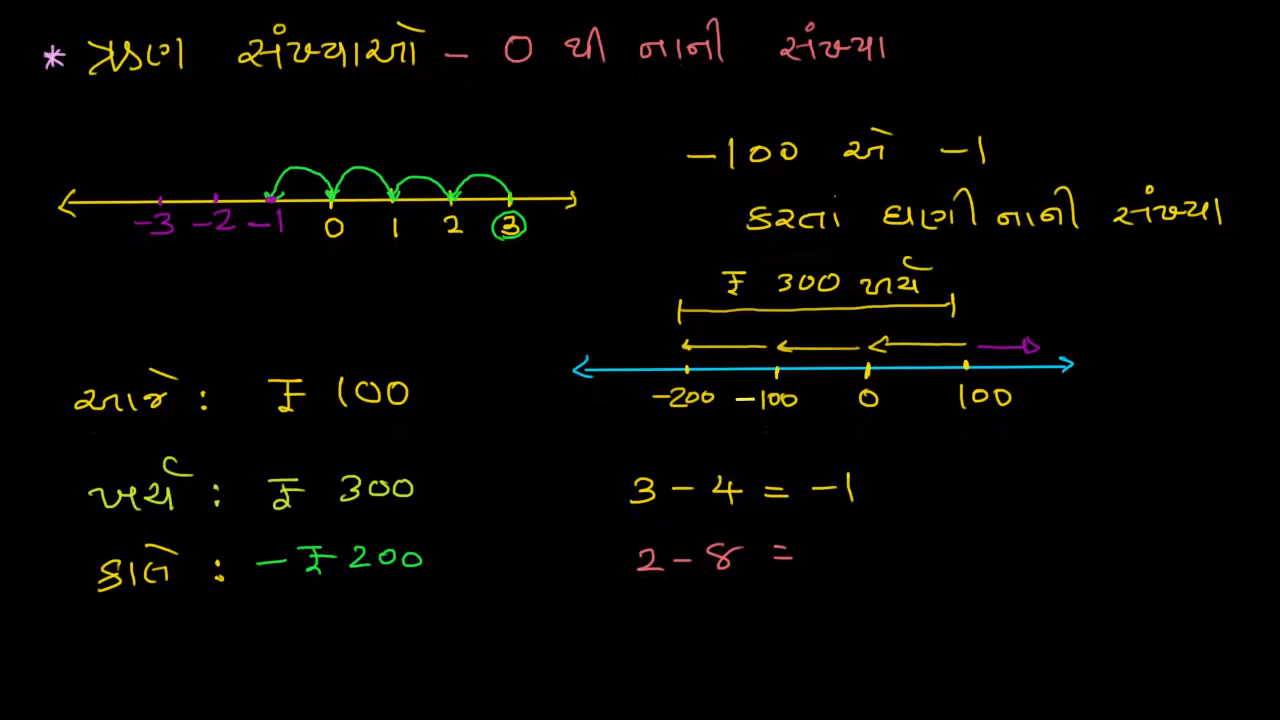 * ઋણ સંખ્યાઓ - 0 થી નાની સંખ્યા
-3 -2 -1 0 1 2 3
-100 એ -1
કરતાં ઘણી નાની સંખ્યા
₹ 300 ખર્ચ
-200 -100 0 100
આજે : ₹ 100
ખર્ચ : ₹ 300
કાલે : -₹ 200
3 - 4 = -1
2 - 8 =